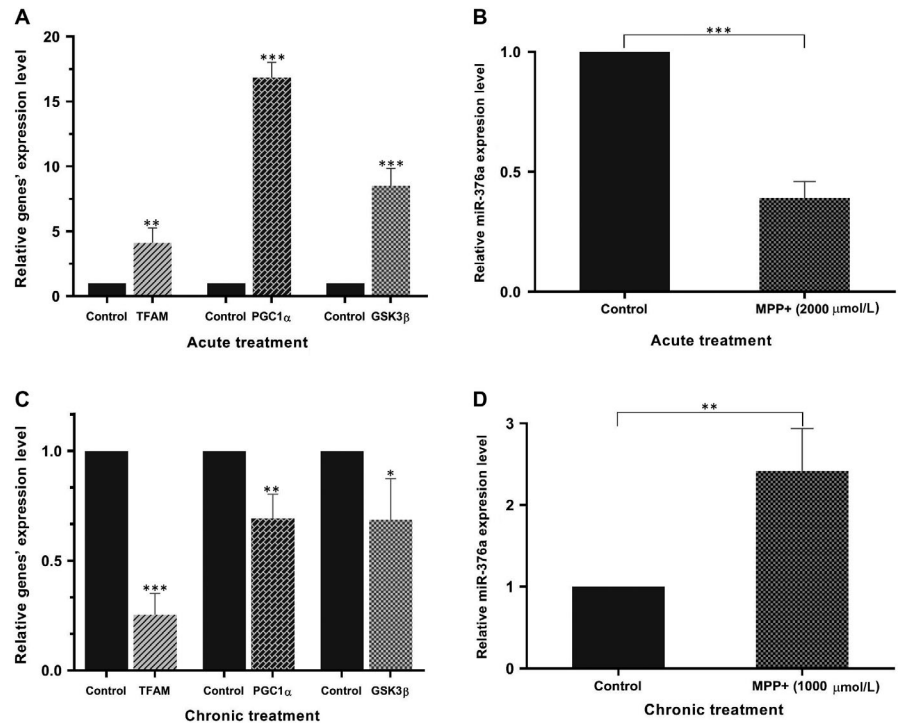 A
Relative genes' expression level
20
15
10
5
0
**
***
***
Control TFAM Control PGC1α Control GSK3β
Acute treatment
B
Relative miR-376a expression level
1.0
0.5
0.0
***
Control MPP+ (2000 μmol/L)
Acute treatment
C
Relative genes' expression level
1.0
0.5
0.0
***
**
*
Control TFAM Control PGC1α Control GSK3β
Chronic treatment
D
Relative miR-376a expression level
3
2
1
0
**
Control MPP+ (1000 μmol/L)
Chronic treatment